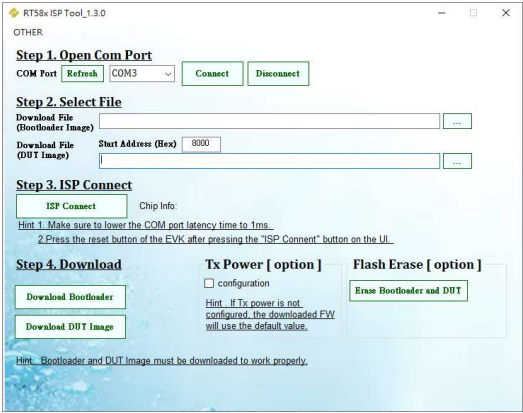 RT58x ISP Tool_1.3.0
OTHER
Step 1. Open Com Port
COM Port Refresh COM3 Connect Disconnect
Step 2. Select File
Download File
(Bootloader Image) ...
Download File Start Address (Hex) 8000
(DUT Image) ...
Step 3. ISP Connect
ISP Connect Chip Info:
Hint 1. Make sure to lower the COM port latency time to 1ms.
2.Press the reset button of the EVK after pressing the "ISP Connent" button on the UI.
Step 4. Download Tx Power [ option ] Flash Erase [ option ]
configuration
Download Bootloader Erase Bootloader and DUT
Hint . If Tx power is not
configured, the downloaded FW
will use the default value.
Download DUT Image
Hint: Bootloader and DUT Image must be downloaded to work properly.